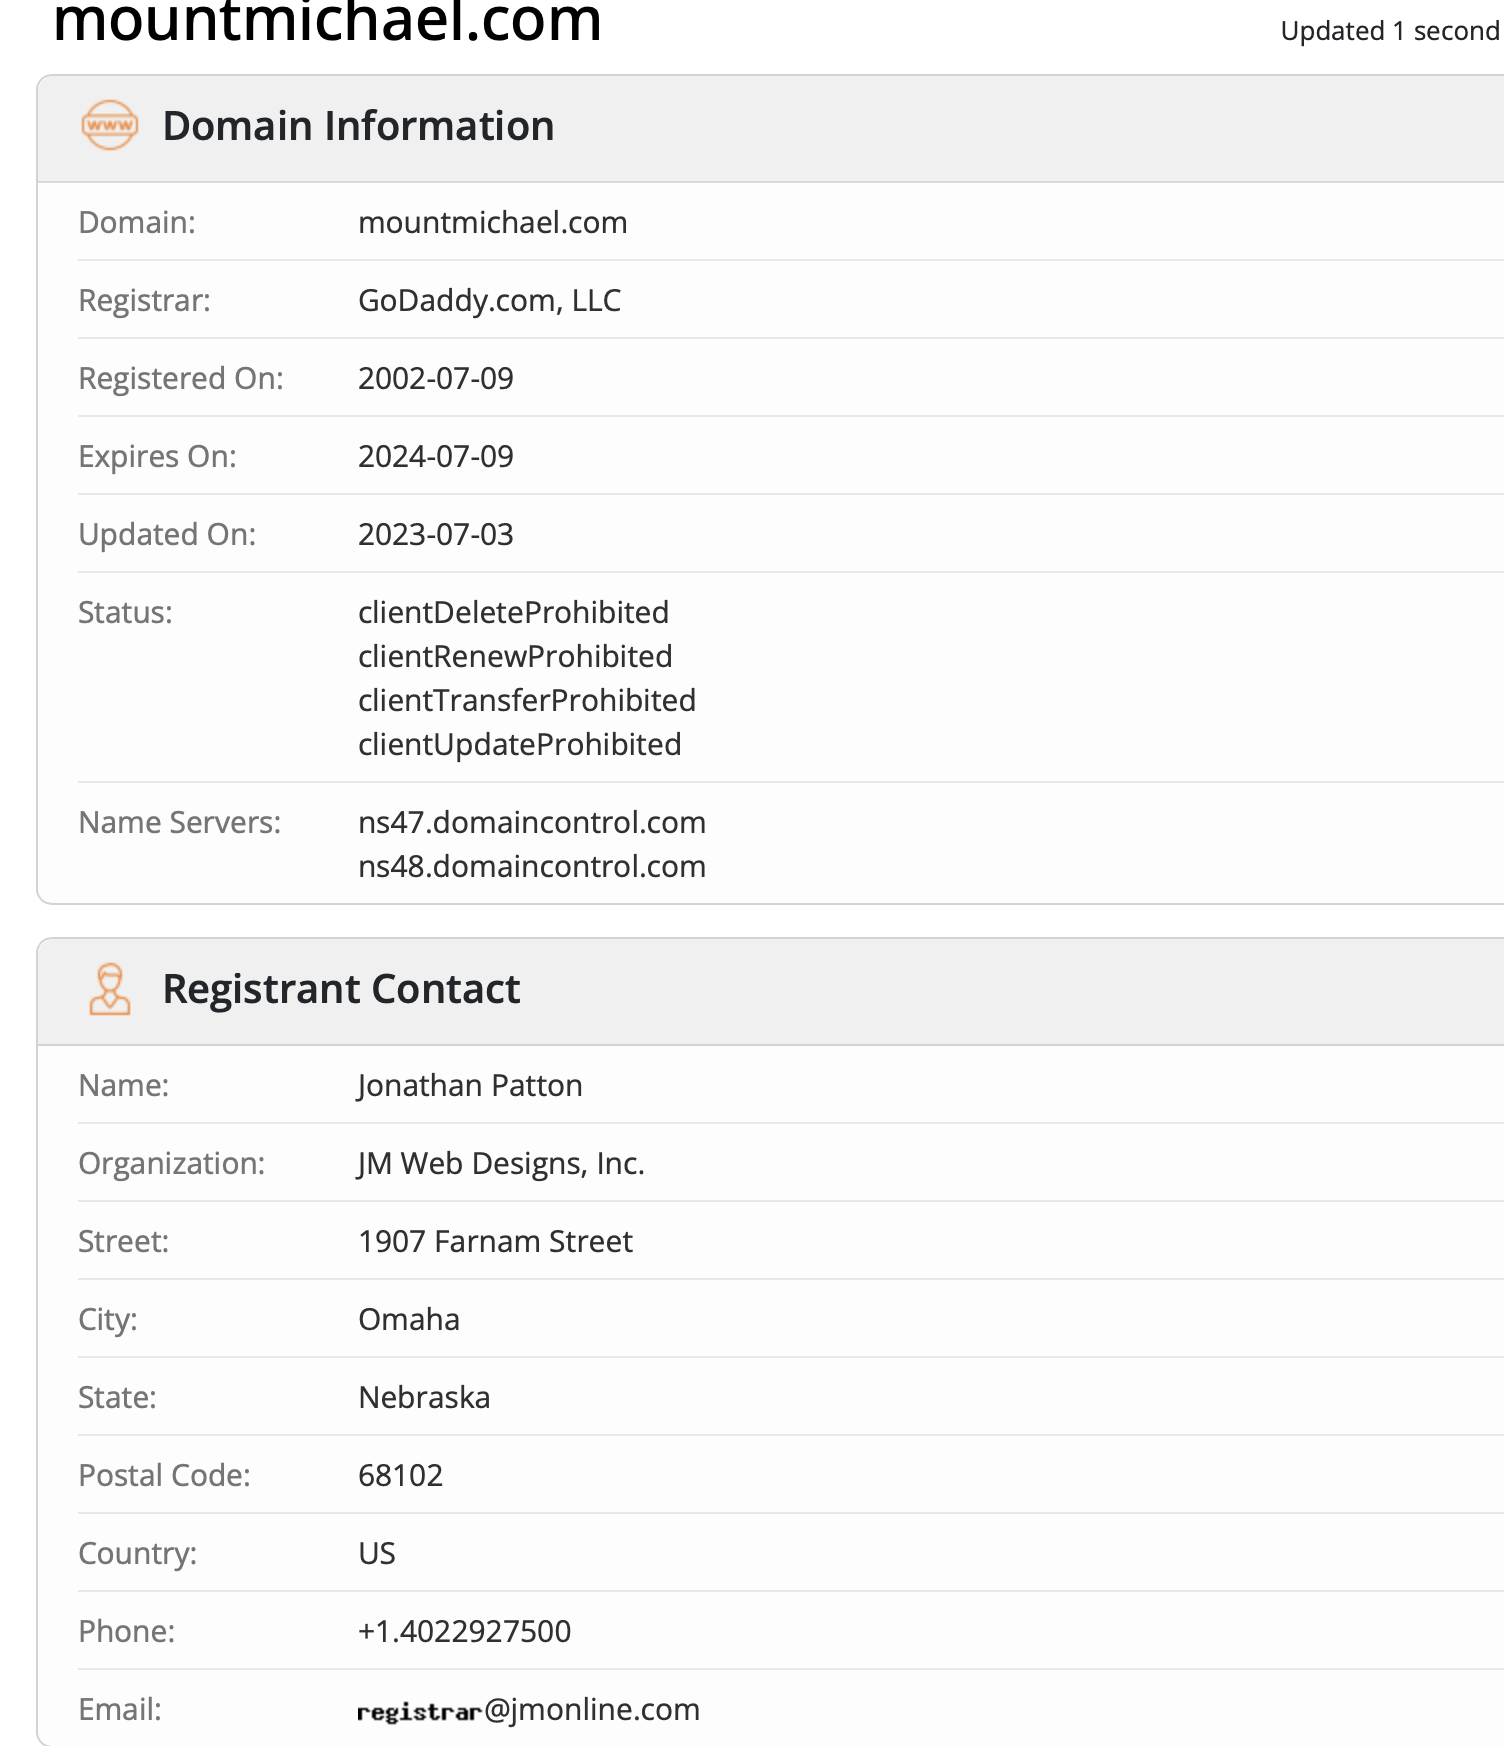 mountmichael.com
Updated 1 second
www
Domain Information
Domain: mountmichael.com
Registrar: GoDaddy.com, LLC
Registered On: 2002-07-09
Expires On: 2024-07-09
Updated On: 2023-07-03
Status: clientDeleteProhibited
clientRenewProhibited
clientTransferProhibited
clientUpdateProhibited
Name Servers: ns47.domaincontrol.com
ns48.domaincontrol.com
Registrant Contact
Name: Jonathan Patton
Organization: JM Web Designs, Inc.
Street: 1907 Farnam Street
City: Omaha
State: Nebraska
Postal Code: 68102
Country: US
Phone: +1.4022927500
Email: registrar@jmonline.com